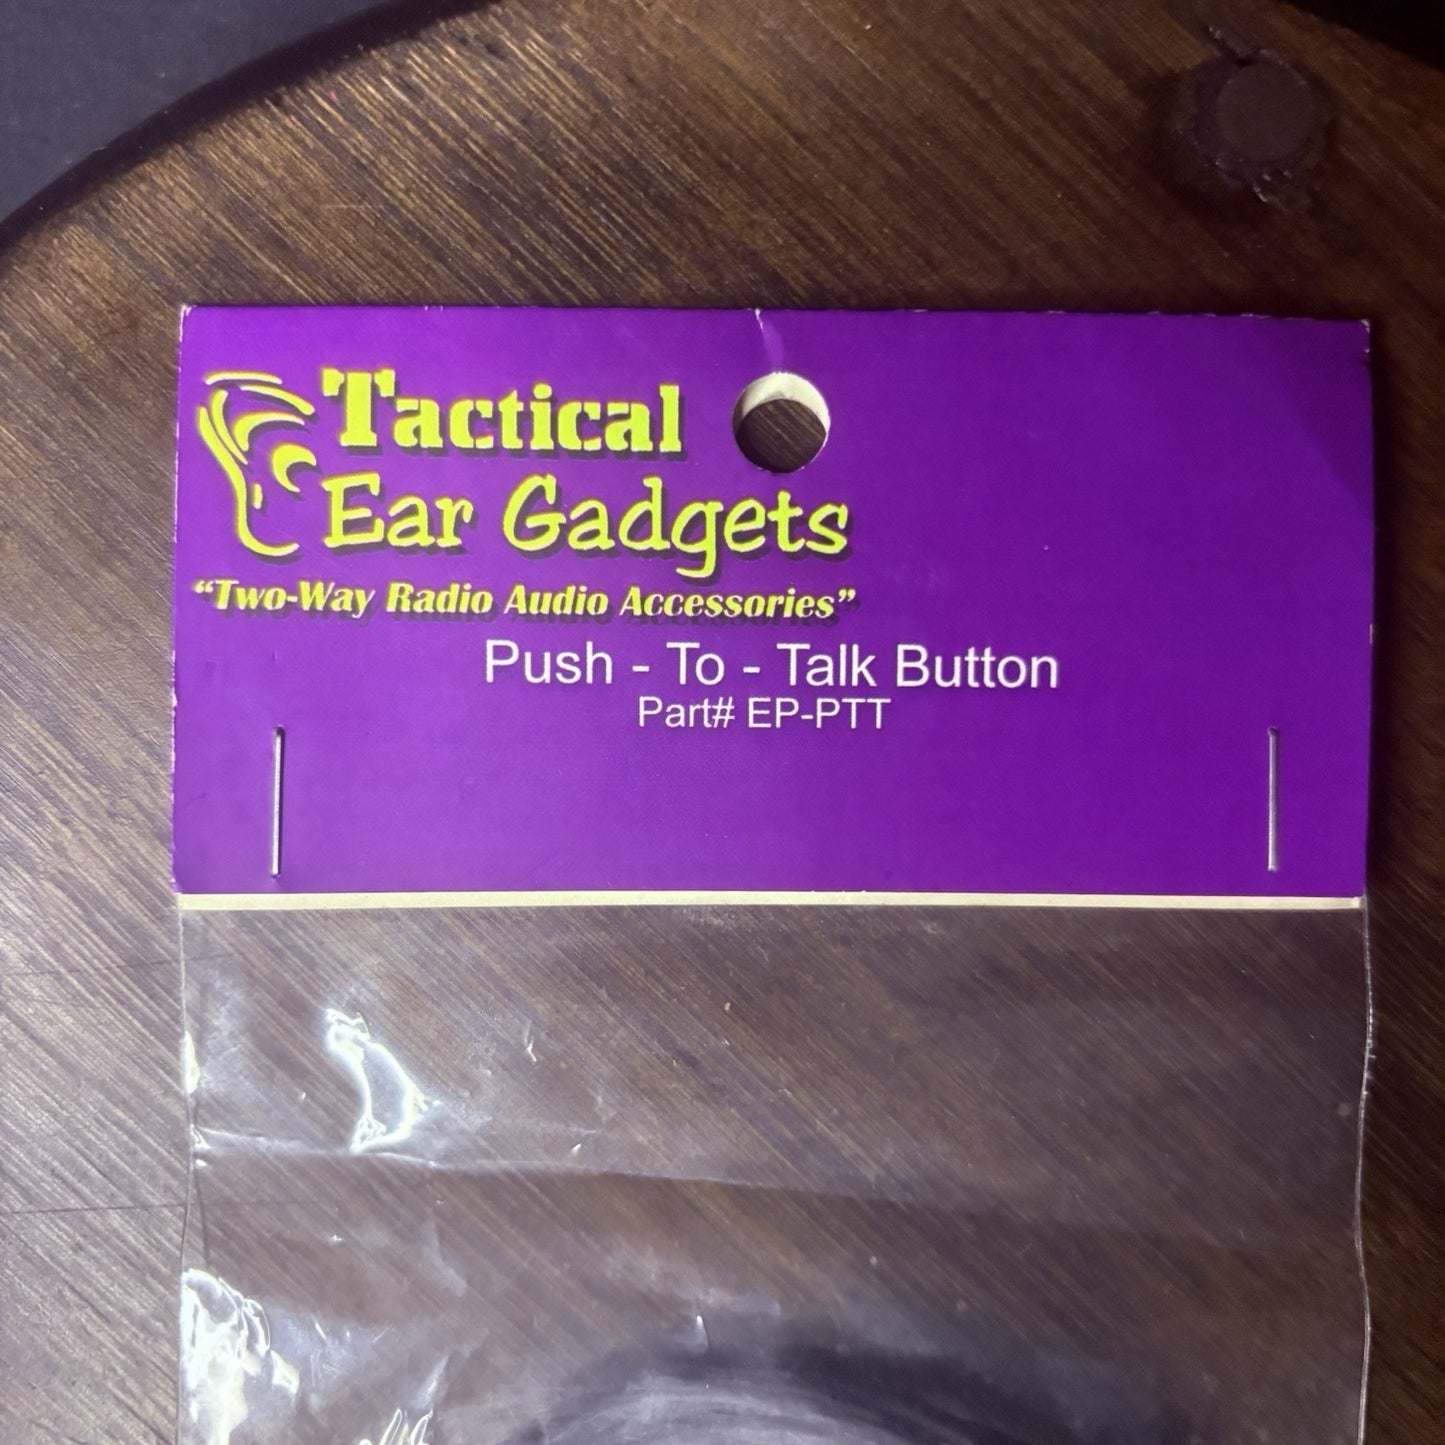 Tactical
Ear Gadgets
“Two-Way Radio Audio Accessories”
Push - To - Talk Button
Part# EP-PTT